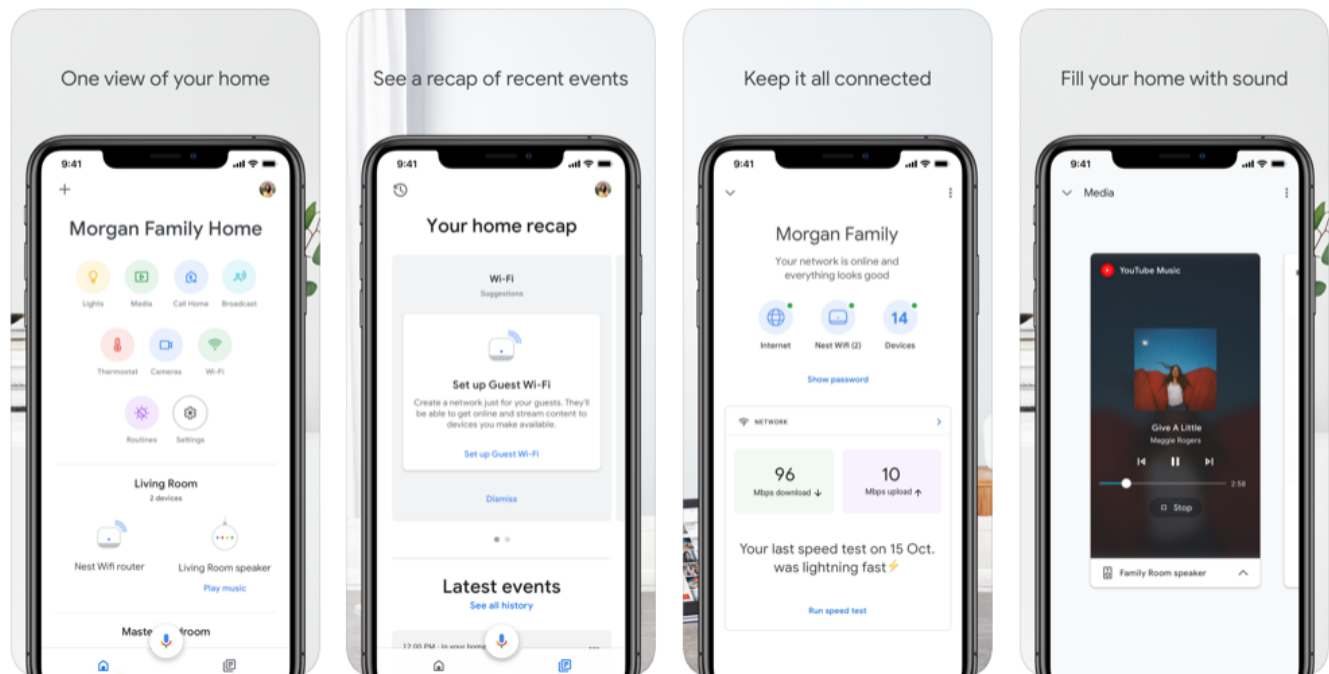 One view of your home
9:41
Morgan Family Home
Lights Media Call Home Broadcast
Thermostat Cameras Wi-Fi
Routines Settings
Living Room
2 devices
Nest Wifi router Living Room speaker
Play music
See a recap of recent events
9:41
Your home recap
Wi-Fi
Suggestions
Set up Guest Wi-Fi
Create a network just for your guests. They'll
be able to get online and stream content to
devices you make available.
Set up Guest Wi-Fi
Dismiss
Latest events
See all history
12:00 PM · In your home
Keep it all connected
9:41
Morgan Family
Your network is online and
everything looks good
14
Internet Nest Wifi (2) Devices
Show password
NETWORK
96 10
Mbps download Mbps upload
Your last speed test on 15 Oct.
was lightning fast⚡
Run speed test
Fill your home with sound
9:41
Media
YouTube Music
Give A Little
Maggie Rogers
2:58
Stop
Family Room speaker